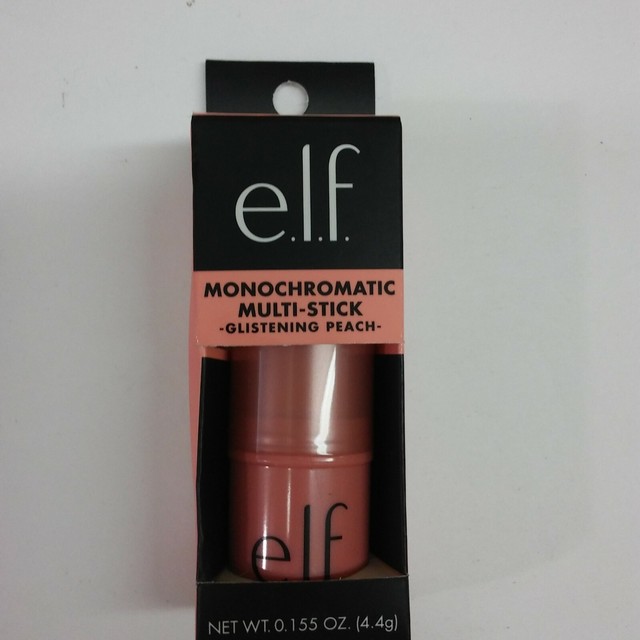 e.l.f.
MONOCHROMATIC
MULTI-STICK
-GLISTENING PEACH-
e.l.f
NET WT. 0.155 OZ. (4.4g)